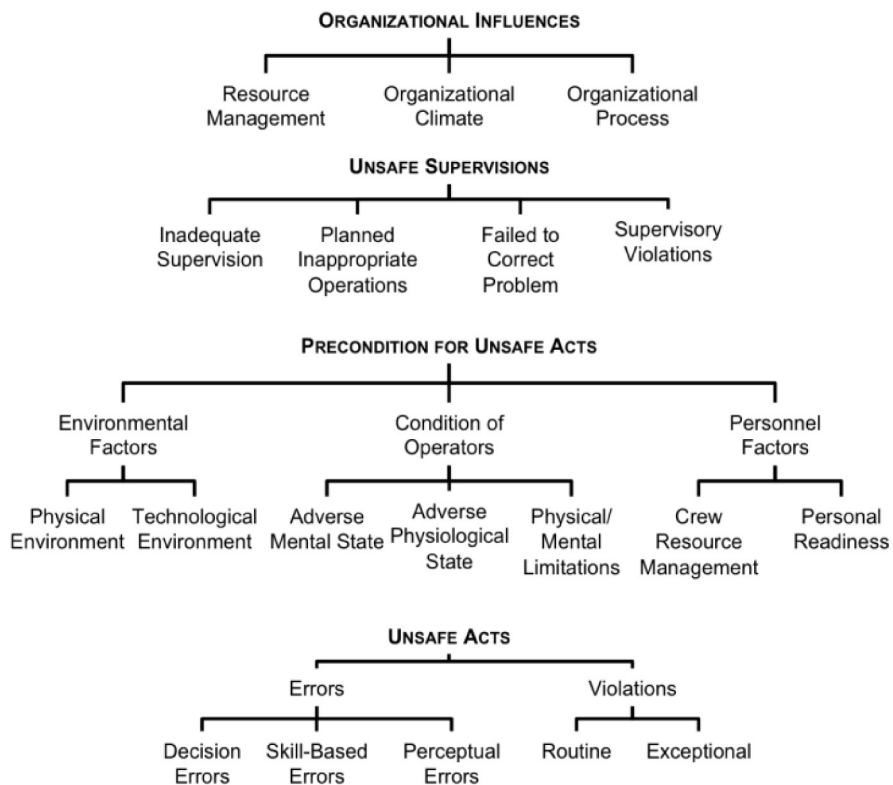 ORGANIZATIONAL INFLUENCES
Resource
Management
Organizational
Climate
Organizational
Process
UNSAFE SUPERVISIONS
Inadequate
Supervision
Planned
Inappropriate
Operations
Failed to
Correct
Problem
Supervisory
Violations
PRECONDITION FOR UNSAFE ACTS
Environmental
Factors
Condition of
Operators
Personnel
Factors
Physical
Environment
Technological
Environment
Adverse
Mental State
Adverse
Physiological
State
Physical/
Mental
Limitations
Crew
Resource
Management
Personal
Readiness
UNSAFE ACTS
Errors
Violations
Decision
Errors
Skill-Based
Errors
Perceptual
Errors
Routine
Exceptional